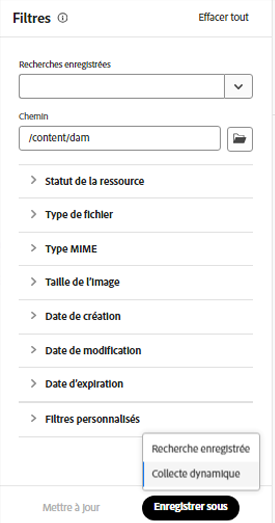 Filtres
Effacer tout
Recherches enregistrées
Chemin
/content/dam
Statut de la ressource
Type de fichier
Type MIME
Taille de l'image
Date de création
Date de modification
Date d'expiration
Filtres personnalisés
Recherche enregistrée
Collecte dynamique
Mettre à jour
Enregistrer sous